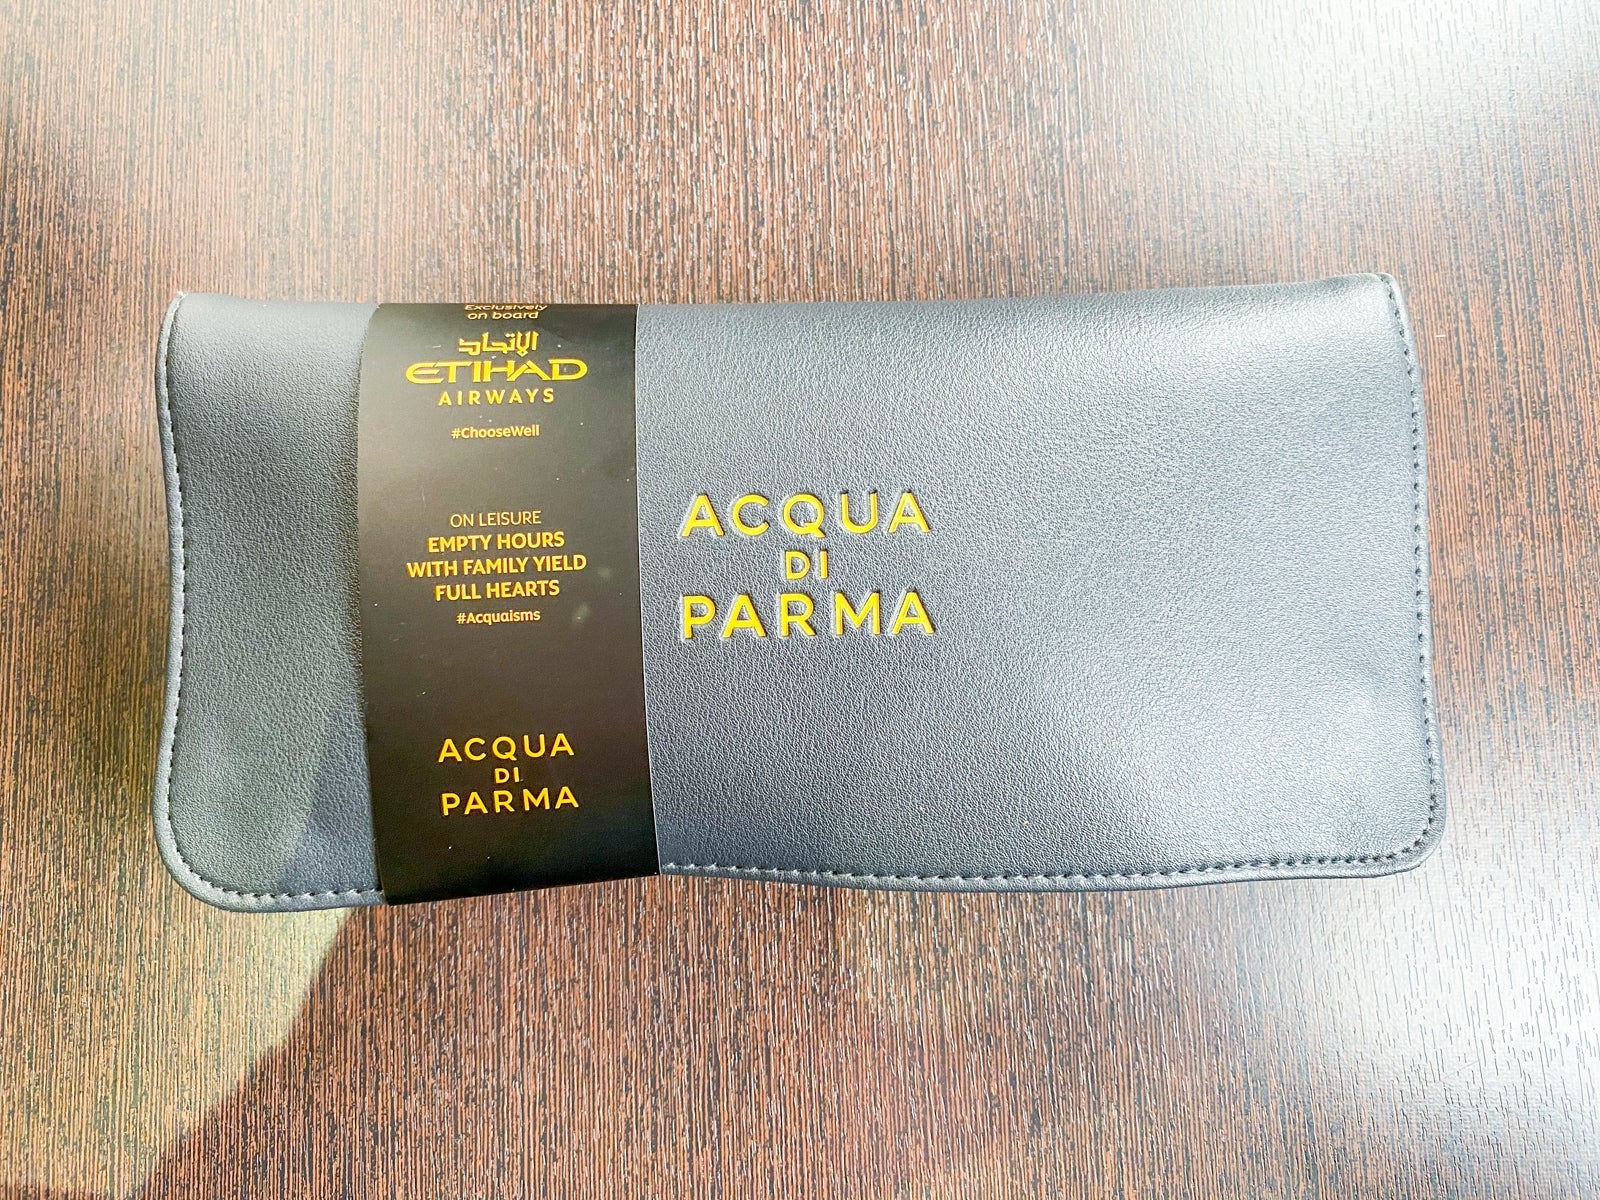 Exclusively
on board
الإتحاد
ETIHAD
AIRWAYS
#ChooseWell
ON LEISURE
EMPTY HOURS
WITH FAMILY YIELD
FULL HEARTS
#Acquaisms
ACQUA
DI
PARMA
ACQUA
DI
PARMA